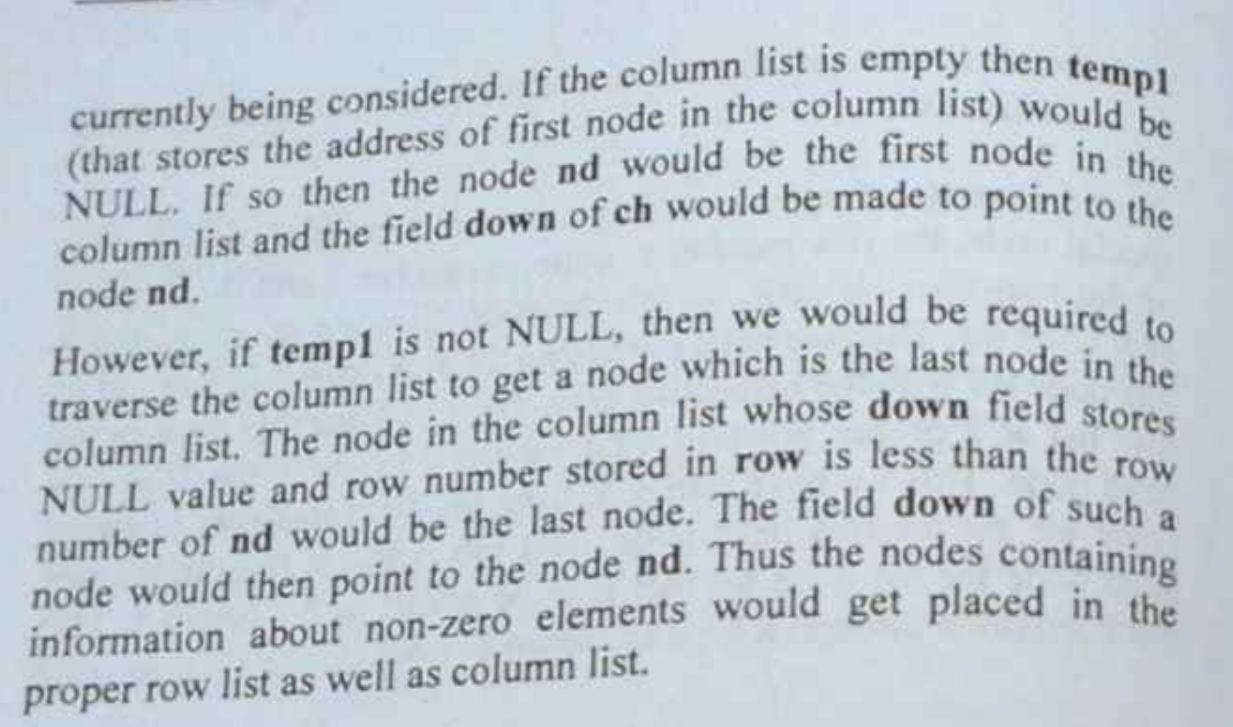 currently being considered. If the column list is empty then temp1
(that stores the address of first node in the column list) would be
NULL. If so then the node nd would be the first node in the
column list and the field down of ch would be made to point to the
node nd.
However, if temp1 is not NULL, then we would be required to
traverse the column list to get a node which is the last node in the
column list. The node in the column list whose down field stores
NULL value and row number stored in row is less than the row
number of nd would be the last node. The field down of such a
node would then point to the node nd. Thus the nodes containing
information about non-zero elements would get placed in the
proper row list as well as column list.